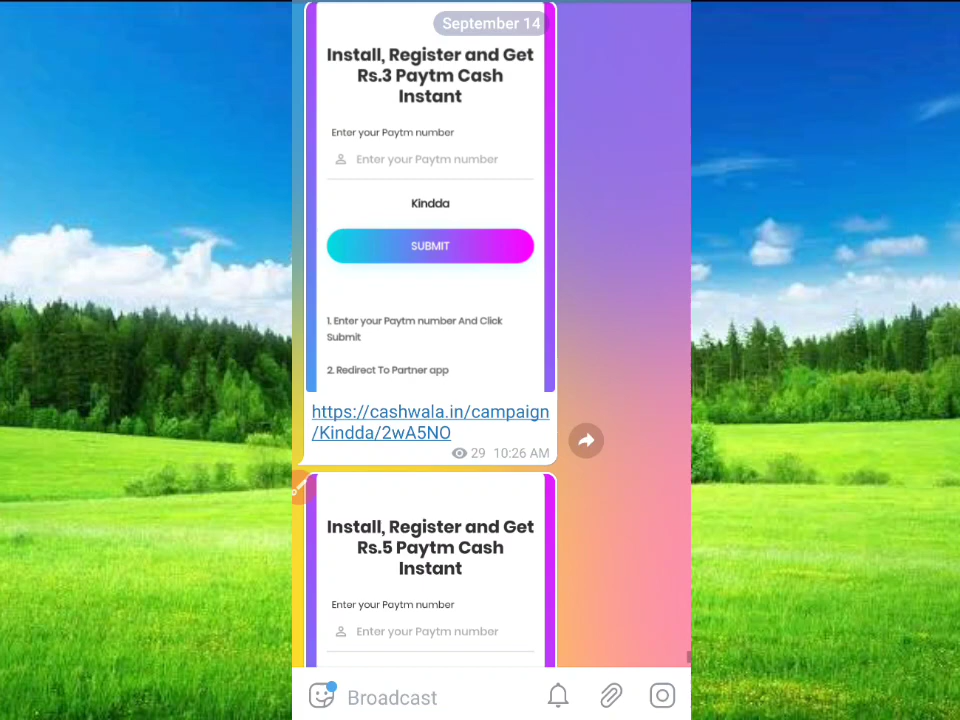 September 14
Install, Register and Get
Rs.3 Paytm Cash
Instant
Enter your Paytm number
Enter your Paytm number
Kindda
SUBMIT
1. Enter your Paytm number And Click
Submit
2. Redirect To Partner app
https://cashwala.in/campaign
/Kindda/2wA5NO
29 10:26 AM
Install, Register and Get
Rs.5 Paytm Cash
Instant
Enter your Paytm number
Enter your Paytm number
Broadcast